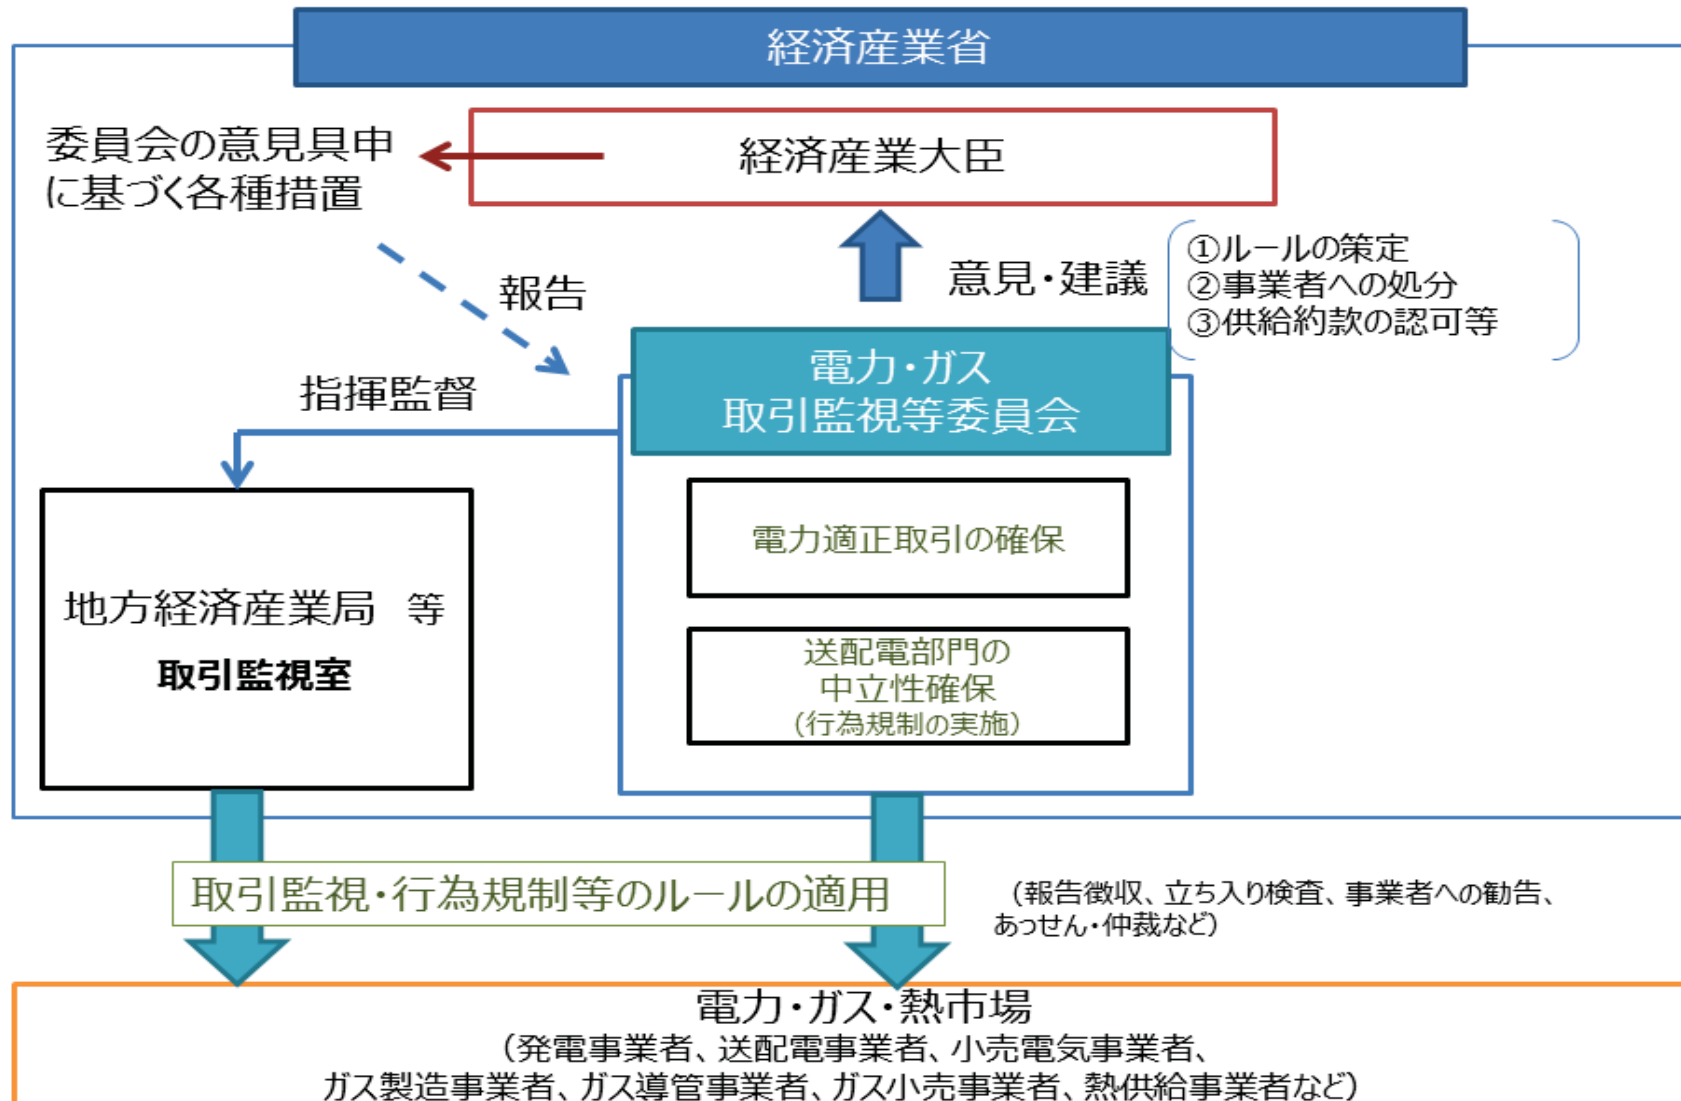 経済産業省
委員会の意見具申
に基づく各種措置
経済産業大臣
意見・建議
①ルールの策定
②事業者への処分
③供給約款の認可等
報告
指揮監督
電力・ガス
取引監視等委員会
電力適正取引の確保
送配電部門の
中立性確保
（行為規制の実施）
地方経済産業局　等
取引監視室
取引監視・行為規制等のルールの適用
（報告徴収、立ち入り検査、事業者への勧告、
あっせん・仲裁など）
電力・ガス・熱市場
（発電事業者、送配電事業者、小売電気事業者、
ガス製造事業者、ガス導管事業者、ガス小売事業者、熱供給事業者など）